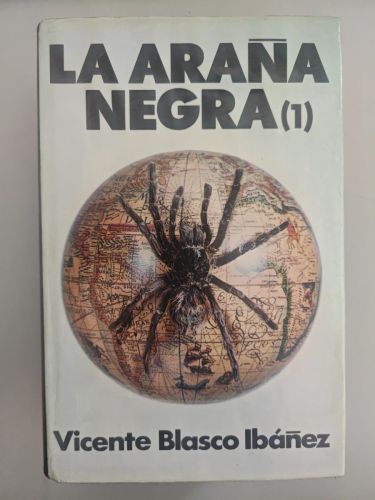 LA ARAÑA
NEGRA (1)
Vicente Blasco Ibáñez